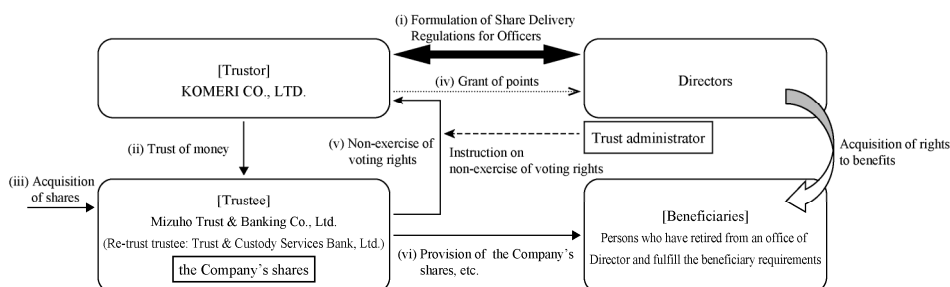 (i) Formulation of Share Delivery
Regulations for Officers
[Trustor]
KOMERI CO., LTD.
(iv) Grant of points
Directors
(ii) Trust of money
(v) Non-exercise of
voting rights
Instruction on
non-exercise of voting rights
Trust administrator
Acquisition of rights
to benefits
(iii) Acquisition
of shares
[Trustee]
Mizuho Trust & Banking Co., Ltd.
(Re-trust trustee: Trust & Custody Services Bank, Ltd.)
the Company's shares
(vi) Provision of the Company's
shares, etc.
[Beneficiaries]
Persons who have retired from an office of
Director and fulfill the beneficiary requirements